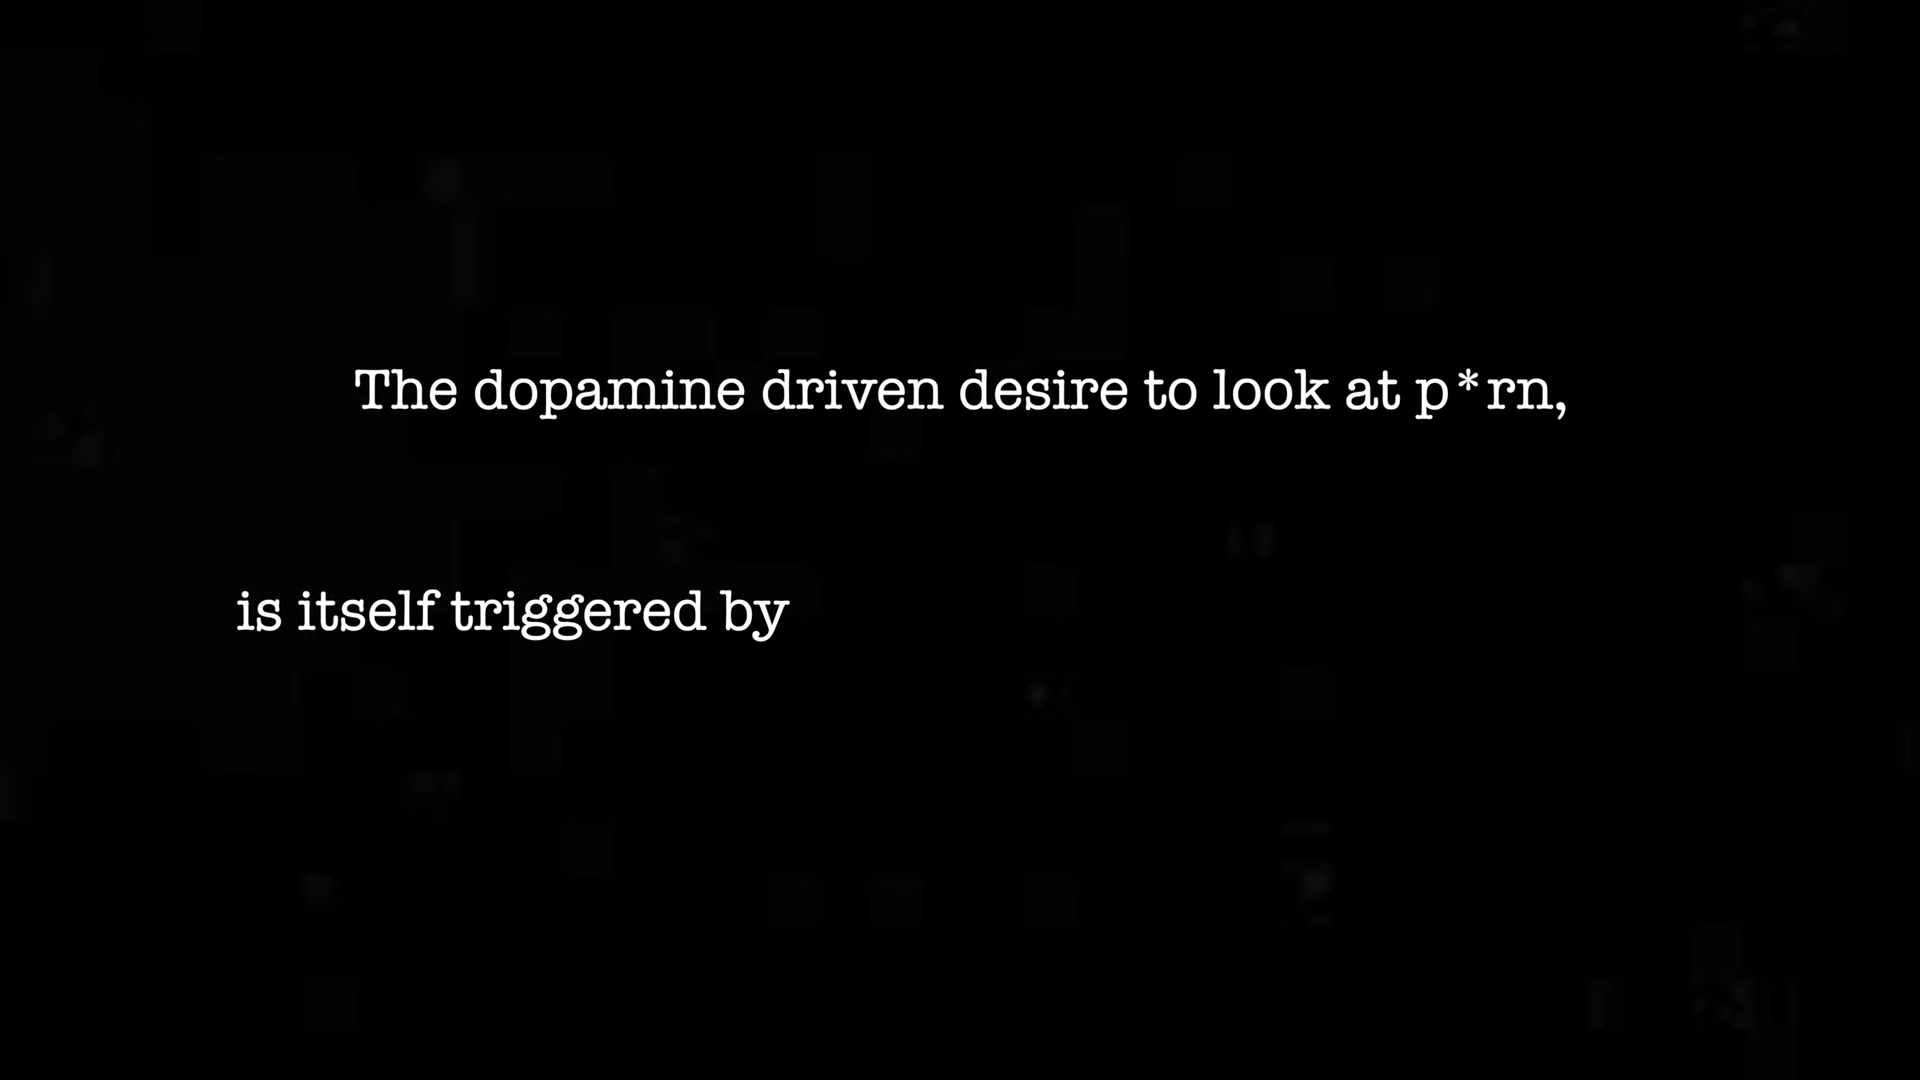 The dopamine driven desire to look at p*rn,
is itself triggered by